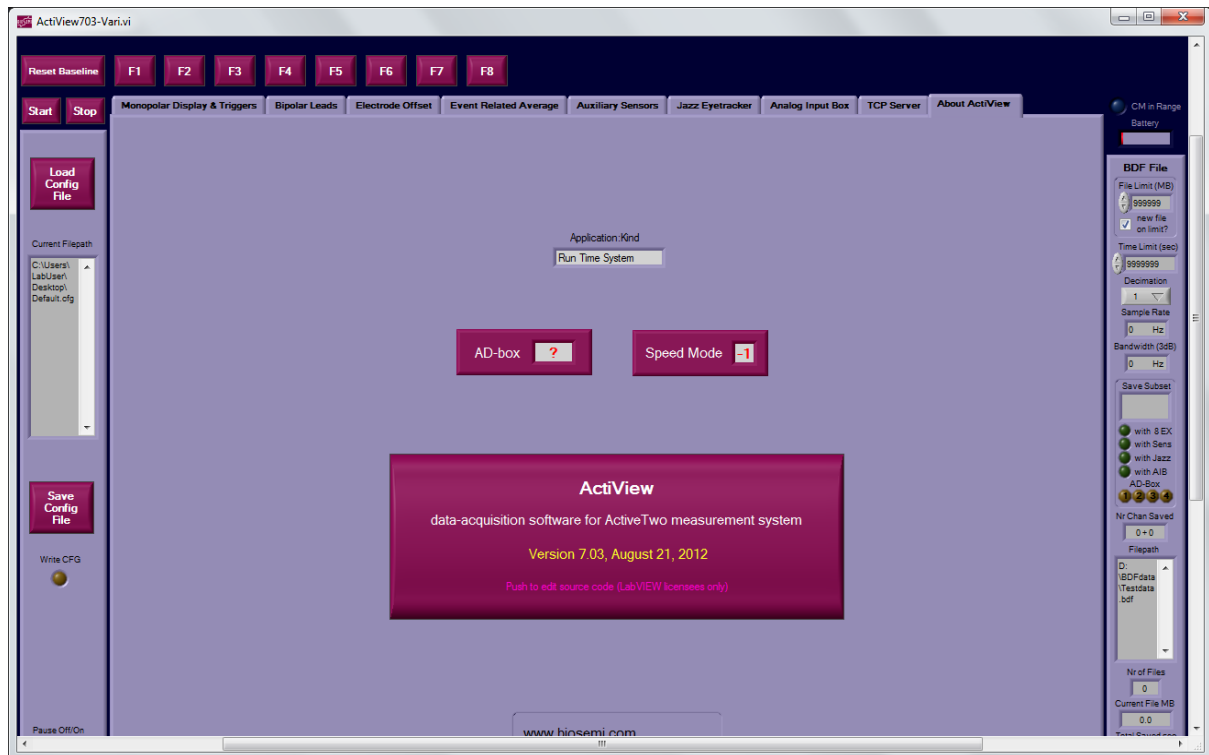 ActiView703-Vari.vi
Reset Baseline
F1 F2 F3 F4 F5 F6 F7 F8
Start Stop
Monopolar Display & Triggers Bipolar Leads Electrode Offset Event Related Average Auxiliary Sensors Jazz Eyetracker Analog Input Box TCP Server About ActiView
Load
Config
File
Current Filepath
C:\Users\
LabUser\
Desktop\
Default.cfg
Save
Config
File
Write CFG
Pause Off/On
Application:Kind
Run Time System
AD-box ?
Speed Mode -1
ActiView
data-acquisition software for ActiveTwo measurement system
Version 7.03, August 21, 2012
Push to edit source code (LabVIEW licensees only)
www.biosemi.com
CM in Range
Battery
BDF File
File Limit (MB)
999999
new file
on limit?
Time Limit (sec)
9999999
Decimation
1
Sample Rate
0 Hz
Bandwidth (3dB)
0 Hz
Save Subset
with 8 EX
with Sens
with Jazz
with AIB
AD-Box
1 2 3 4
Nr Chan Saved
0+0
Filepath
D:
\BDFdata
\Testdata
.bdf
Nr of Files
0
Current File MB
0.0
Total Saved sec